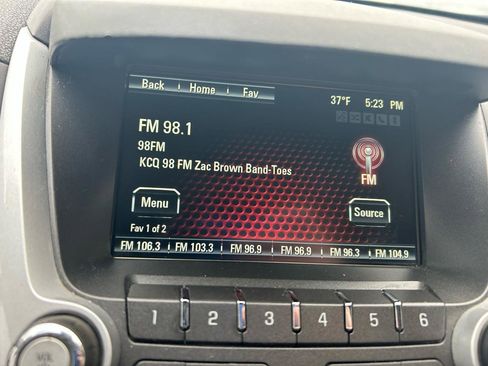 Back Home Fav
37°F 5:23 PM
FM 98.1
98FM
KCQ 98 FM Zac Brown Band-Toes
FM
Menu
Source
Fav 1 of 2
FM 106.3 FM 103.3 FM 96.9 FM 96.9 FM 96.3 FM 104.9
1 2 3 4 5 6